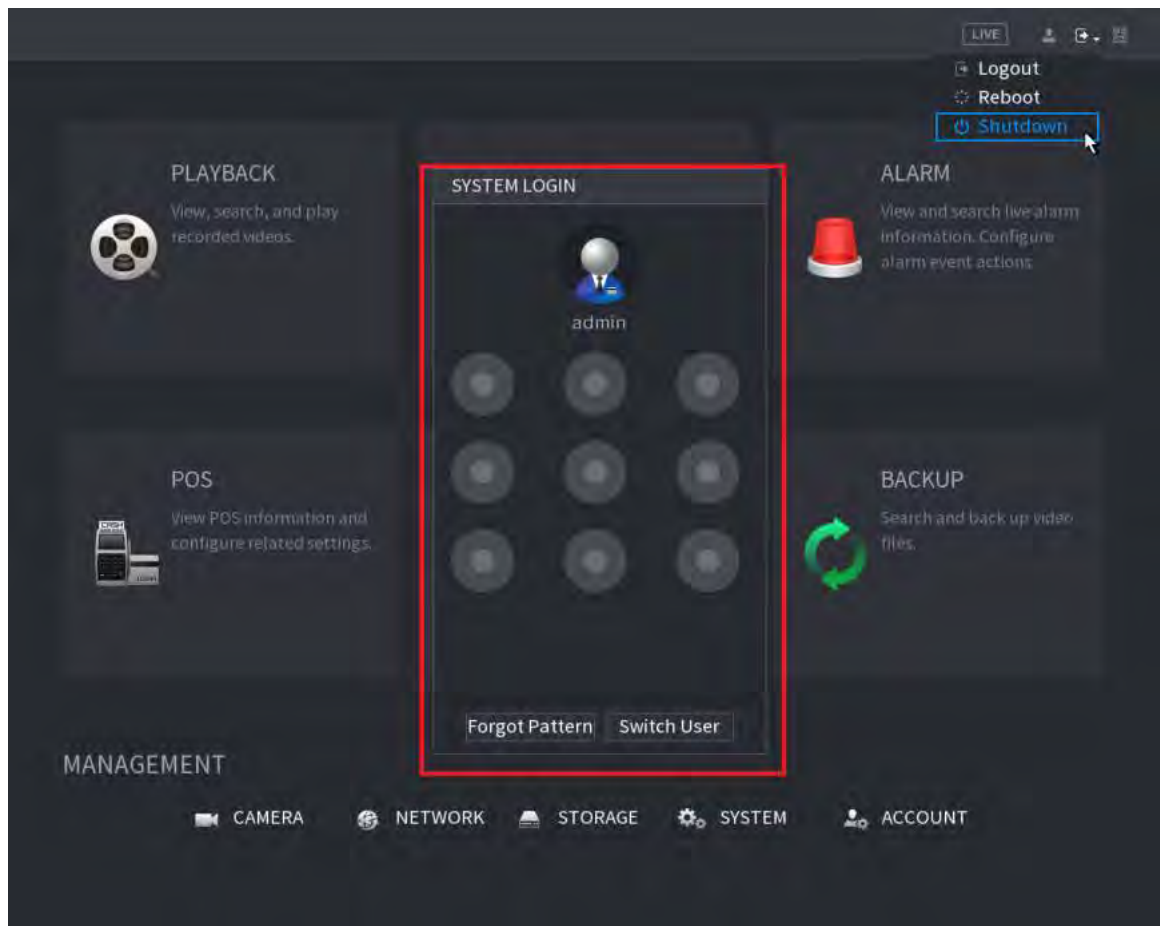 LIVE
Logout
Reboot
Shutdown
PLAYBACK
View, search, and play
recorded videos.
SYSTEM LOGIN
admin
ALARM
View and search live alarm
information. Configure
alarm event actions.
POS
View POS information and
configure related settings.
BACKUP
Search and back up video
files.
Forgot Pattern
Switch User
MANAGEMENT
CAMERA
NETWORK
STORAGE
SYSTEM
ACCOUNT